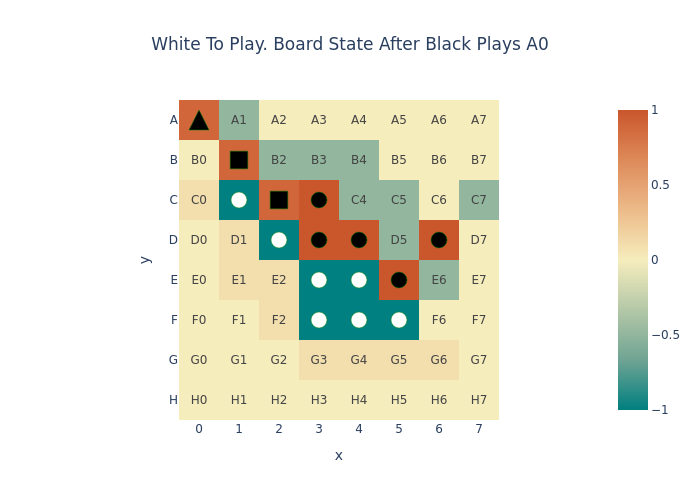 White To Play. Board State After Black Plays A0
A A1 A2 A3 A4 A5 A6 A7 1
B B0 B2 B3 B4 B5 B6 B7
C C0 C4 C5 C6 C7 0.5
D D0 D1 D5 D7
y E E0 E1 E2 E6 E7 0
F F0 F1 F2 F6 F7 −0.5
G G0 G1 G2 G3 G4 G5 G6 G7
H H0 H1 H2 H3 H4 H5 H6 H7 −1
0 1 2 3 4 5 6 7
x